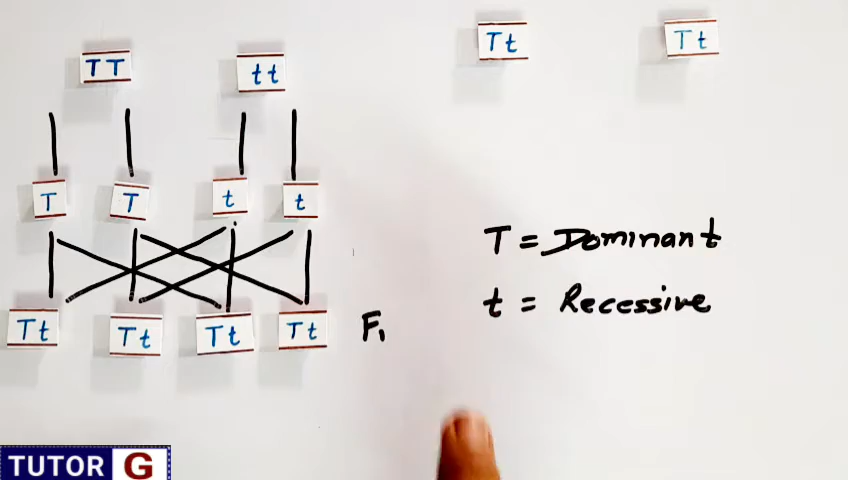 TT tt
T T t t
Tt Tt Tt Tt F1
Tt Tt
T = Dominant
t = Recessive
TUTOR G